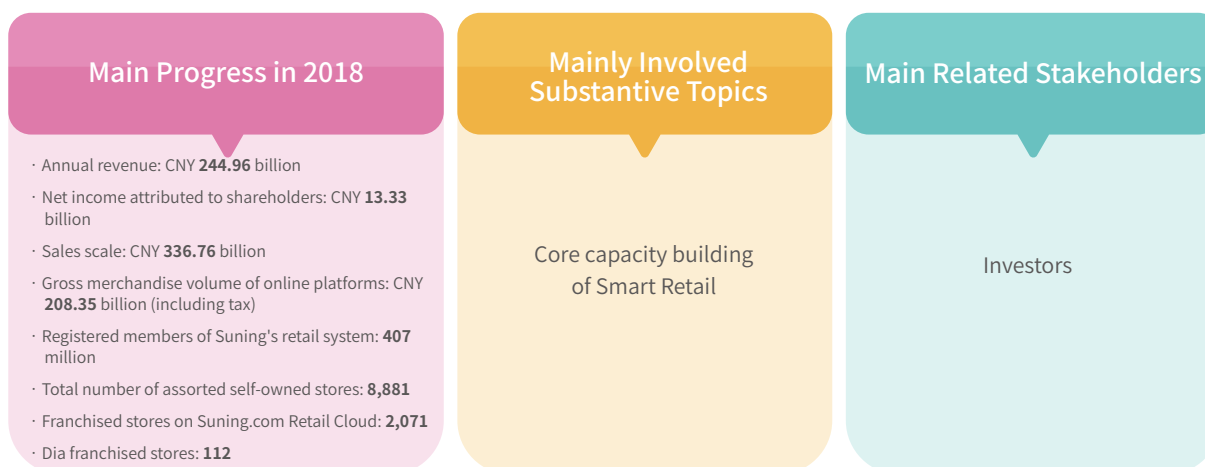 Main Progress in 2018
· Annual revenue: CNY 244.96 billion
· Net income attributed to shareholders: CNY 13.33
billion
· Sales scale: CNY 336.76 billion
· Gross merchandise volume of online platforms: CNY
208.35 billion (including tax)
· Registered members of Suning's retail system: 407
million
· Total number of assorted self-owned stores: 8,881
· Franchised stores on Suning.com Retail Cloud: 2,071
· Dia franchised stores: 112
Mainly Involved
Substantive Topics
Core capacity building
of Smart Retail
Main Related Stakeholders
Investors